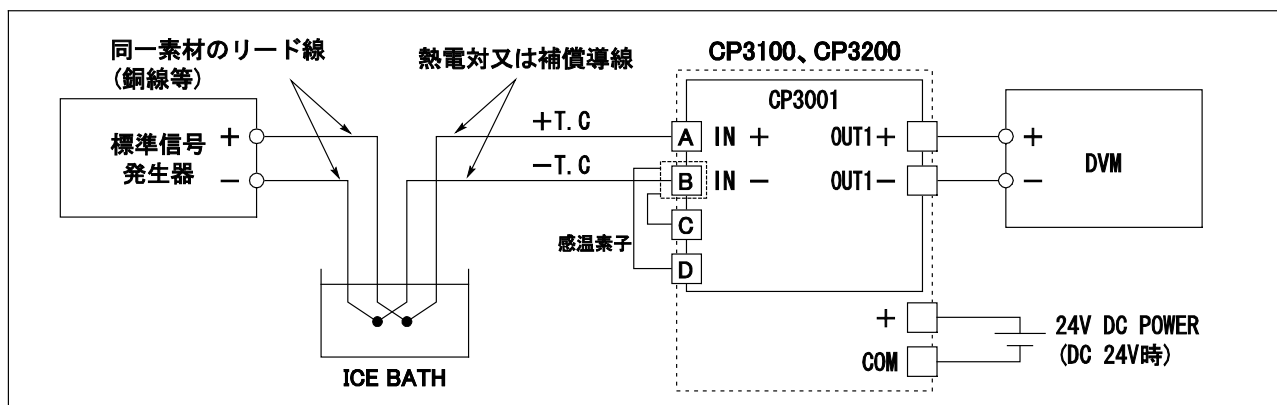 同一素材のリード線
(銅線等)
熱電対又は補償導線
CP3100、CP3200
CP3001
標準信号
発生器
+
−
+T.C
−T.C
A
B
C
D
IN +
IN −
OUT1+
OUT1−
+
−
DVM
感温素子
ICE BATH
+
COM
24V DC POWER
(DC 24V時)